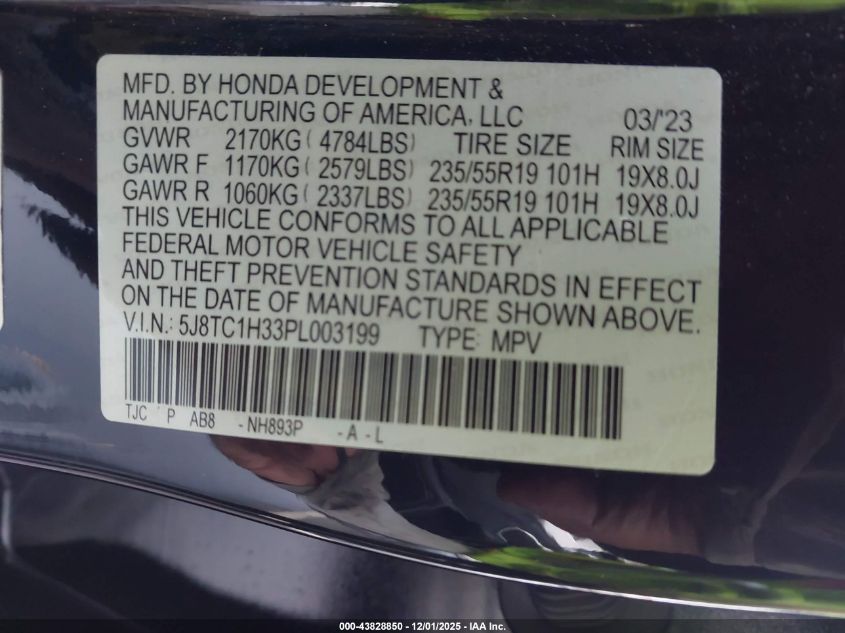 MFD. BY HONDA DEVELOPMENT &
MANUFACTURING OF AMERICA, LLC 03/'23
GVWR 2170KG ( 4784LBS) TIRE SIZE RIM SIZE
GAWR F 1170KG ( 2579LBS) 235/55R19 101H 19X8.0J
GAWR R 1060KG ( 2337LBS) 235/55R19 101H 19X8.0J
THIS VEHICLE CONFORMS TO ALL APPLICABLE
FEDERAL MOTOR VEHICLE SAFETY
AND THEFT PREVENTION STANDARDS IN EFFECT
ON THE DATE OF MANUFACTURE SHOWN ABOVE.
V.I.N.: 5J8TC1H33PL003199 TYPE: MPV
TJC P AB8 - NH893P - A - L
000-43828850 - 12/01/2025 - IAA Inc.